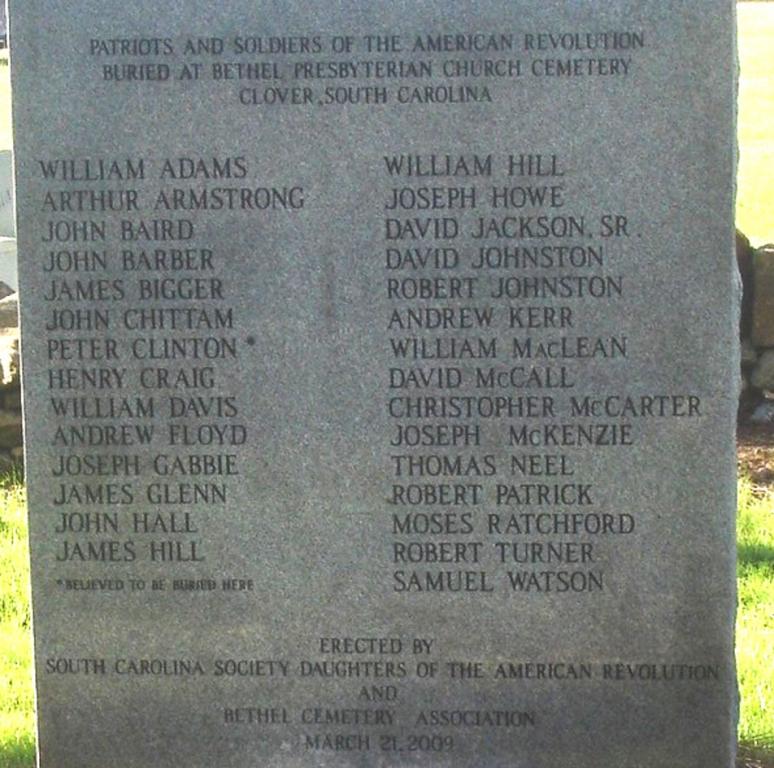 PATRIOTS AND SOLDIERS OF THE AMERICAN REVOLUTION
BURIED AT BETHEL PRESBYTERIAN CHURCH CEMETERY
CLOVER, SOUTH CAROLINA
WILLIAM ADAMS
ARTHUR ARMSTRONG
JOHN BAIRD
JOHN BARBER
JAMES BIGGER
JOHN CHITTAM
PETER CLINTON *
HENRY CRAIG
WILLIAM DAVIS
ANDREW FLOYD
JOSEPH GABBIE
JAMES GLENN
JOHN HALL
JAMES HILL
* BELIEVED TO BE BURIED HERE
WILLIAM HILL
JOSEPH HOWE
DAVID JACKSON, SR.
DAVID JOHNSTON
ROBERT JOHNSTON
ANDREW KERR
WILLIAM MacLEAN
DAVID McCALL
CHRISTOPHER McCARTER
JOSEPH McKENZIE
THOMAS NEEL
ROBERT PATRICK
MOSES RATCHFORD
ROBERT TURNER
SAMUEL WATSON
ERECTED BY
SOUTH CAROLINA SOCIETY DAUGHTERS OF THE AMERICAN REVOLUTION
AND
BETHEL CEMETERY ASSOCIATION
MARCH 21, 2009